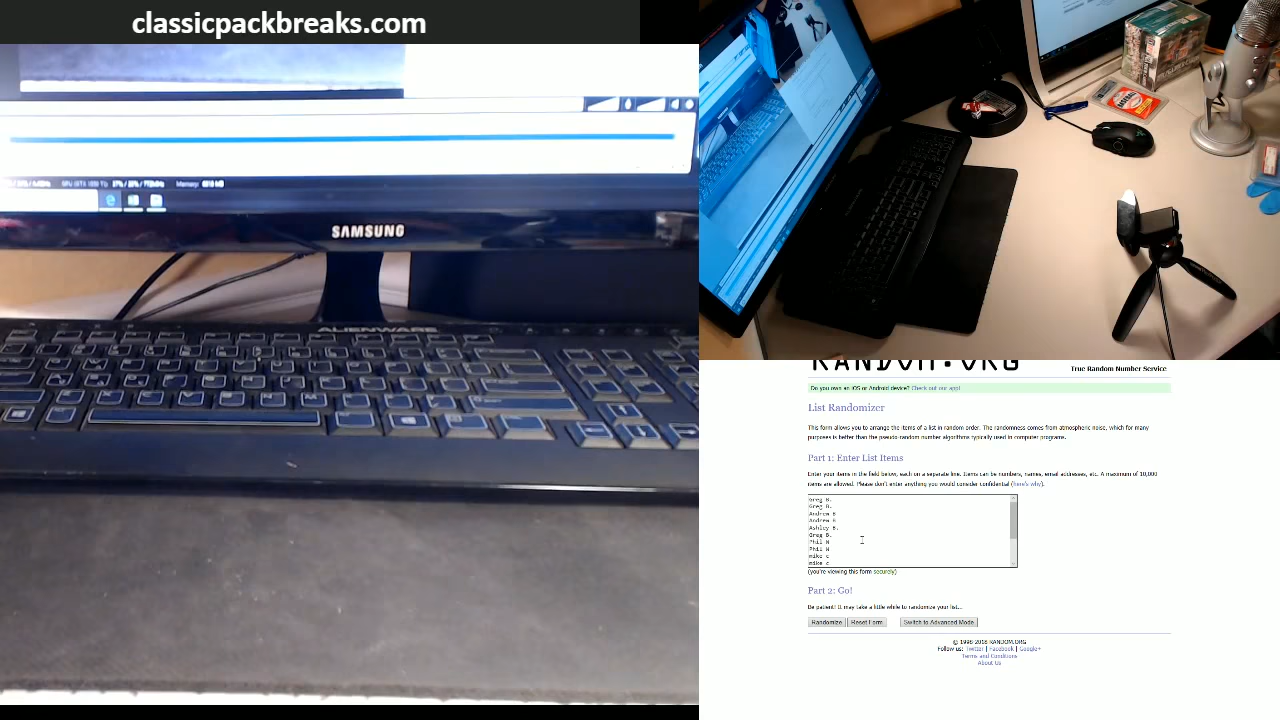 classicpackbreaks.com
Memory:
SAMSUNG
ALIENWARE
RANDOM.ORG
True Random Number Service
Do you own an iOS or Android device? Check out our app!
List Randomizer
This form allows you to arrange the items of a list in random order. The randomness comes from atmospheric noise, which for many
purposes is better than the pseudo-random number algorithms typically used in computer programs.
Part 1: Enter List Items
Enter your items in the field below, each on a separate line. Items can be numbers, names, email addresses, etc. A maximum of 10,000
items are allowed. Please don't enter anything you would consider confidential (here's why).
Greg B.
Greg B.
Andrew B
Andrew B
Ashley B.
Greg B.
Phil N
Phil N
mike c
mike c
(you're viewing this form securely)
Part 2: Go!
Be patient! It may take a little while to randomize your list...
Randomize Reset Form Switch to Advanced Mode
© 1998-2018 RANDOM.ORG
Follow us: Twitter | Facebook | Google+
Terms and Conditions
About Us